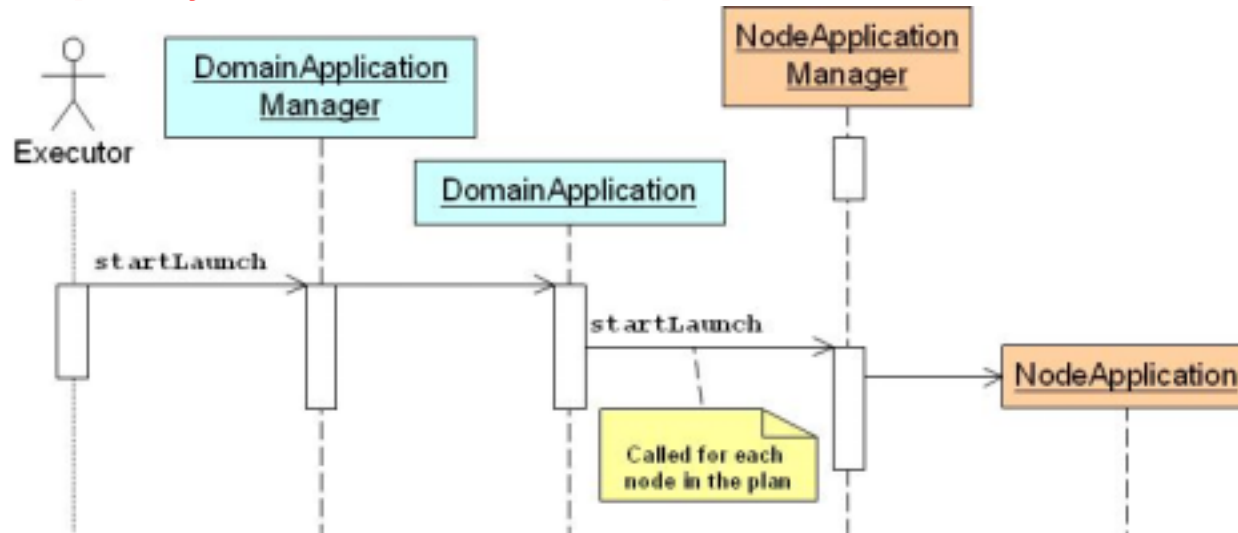 NodeApplication
Manager
DomainApplication
Manager
Executor
DomainApplication
startLaunch
startLaunch
NodeApplication
Called for each
node in the plan